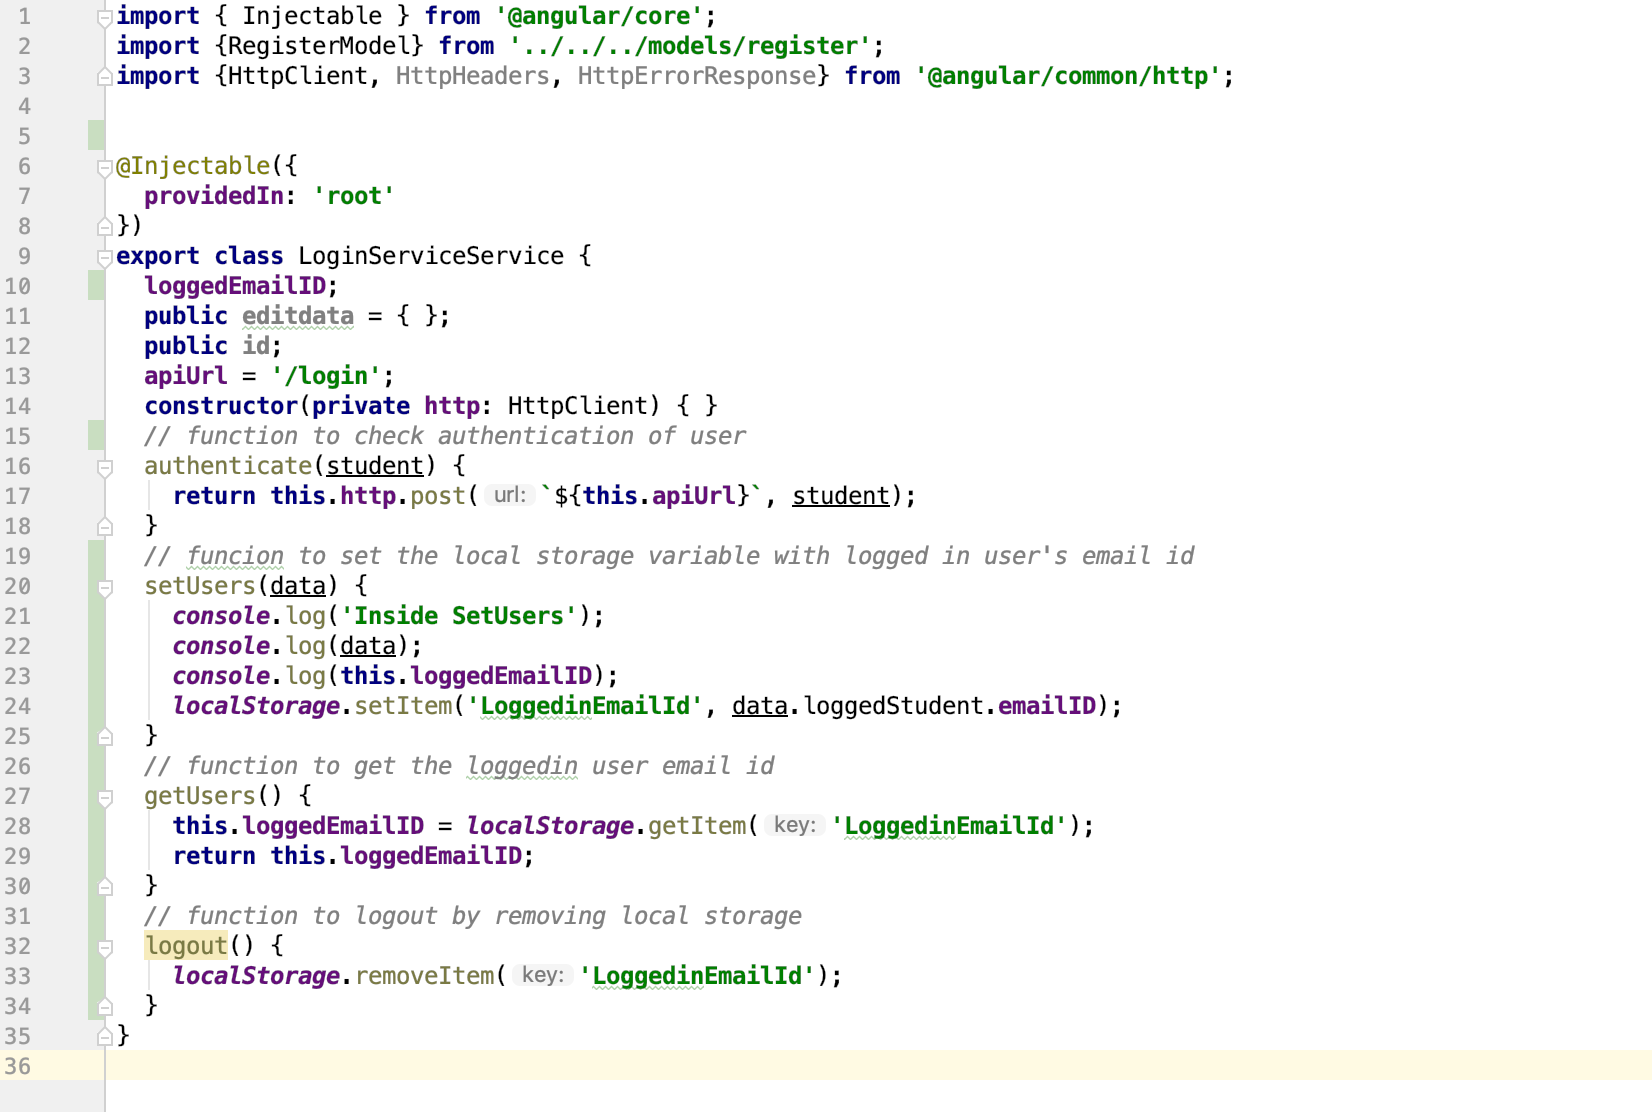 1 import { Injectable } from '@angular/core';
2 import {RegisterModel} from '../../../models/register';
3 import {HttpClient, HttpHeaders, HttpErrorResponse} from '@angular/common/http';
4
5
6 @Injectable({
7   providedIn: 'root'
8 })
9 export class LoginServiceService {
10   loggedEmailID;
11   public editdata = { };
12   public id;
13   apiUrl = '/login';
14   constructor(private http: HttpClient) { }
15   // function to check authentication of user
16   authenticate(student) {
17     return this.http.post( url: `${this.apiUrl}`, student);
18   }
19   // funcion to set the local storage variable with logged in user's email id
20   setUsers(data) {
21     console.log('Inside SetUsers');
22     console.log(data);
23     console.log(this.loggedEmailID);
24     localStorage.setItem('LoggedinEmailId', data.loggedStudent.emailID);
25   }
26   // function to get the loggedin user email id
27   getUsers() {
28     this.loggedEmailID = localStorage.getItem( key: 'LoggedinEmailId');
29     return this.loggedEmailID;
30   }
31   // function to logout by removing local storage
32   logout() {
33     localStorage.removeItem( key: 'LoggedinEmailId');
34   }
35 }
36